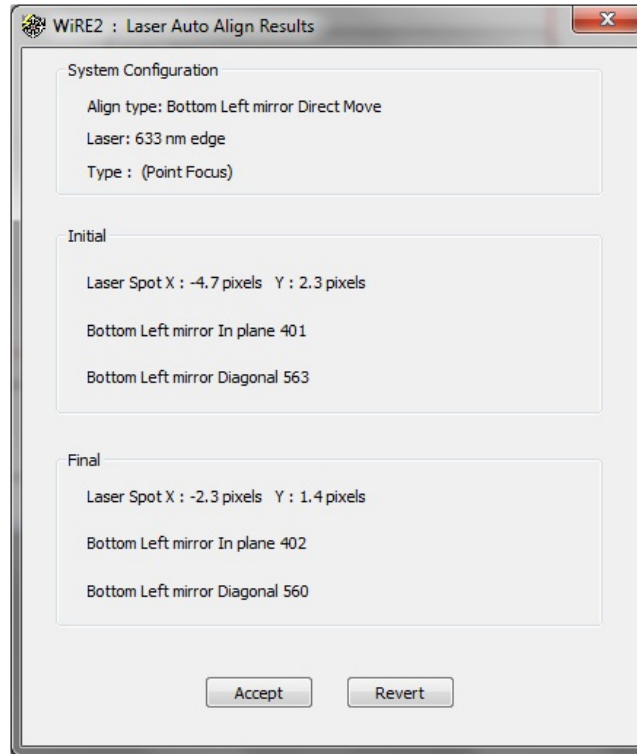 WiRE2 : Laser Auto Align Results
System Configuration
Align type: Bottom Left mirror Direct Move
Laser: 633 nm edge
Type : (Point Focus)
Initial
Laser Spot X : -4.7 pixels Y : 2.3 pixels
Bottom Left mirror In plane 401
Bottom Left mirror Diagonal 563
Final
Laser Spot X : -2.3 pixels Y : 1.4 pixels
Bottom Left mirror In plane 402
Bottom Left mirror Diagonal 560
Accept Revert